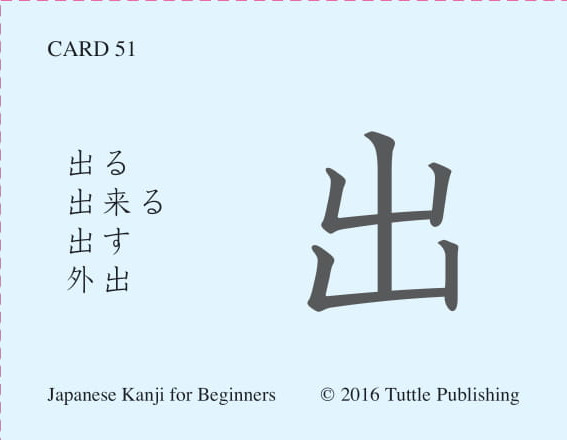 CARD 51
出る
出来る
出す
外出
出
Japanese Kanji for Beginners
© 2016 Tuttle Publishing